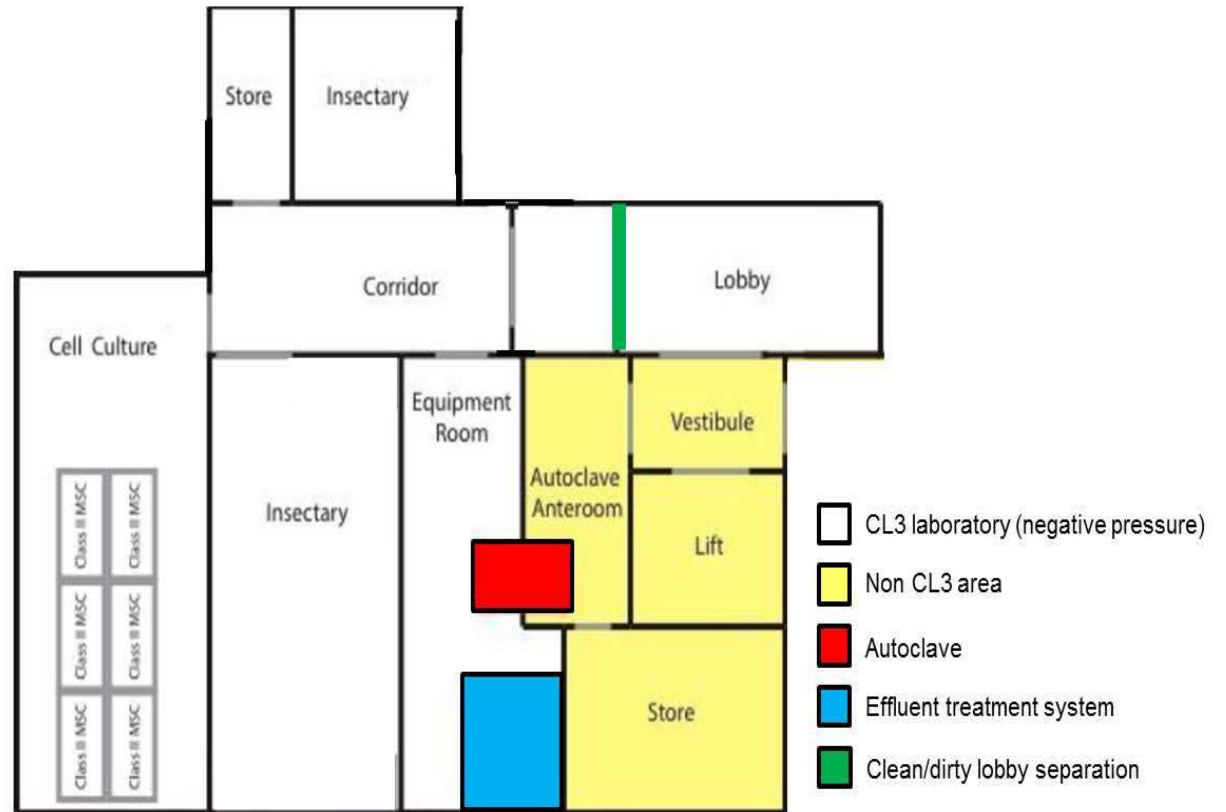 Store
Insectary
Corridor
Lobby
Cell Culture
Equipment
Room
Vestibule
Autoclave
Anteroom
Insectary
Lift
Class II MSC
Class II MSC
Class II MSC
Class II MSC
Class II MSC
Class II MSC
Store
CL3 laboratory (negative pressure)
Non CL3 area
Autoclave
Effluent treatment system
Clean/dirty lobby separation